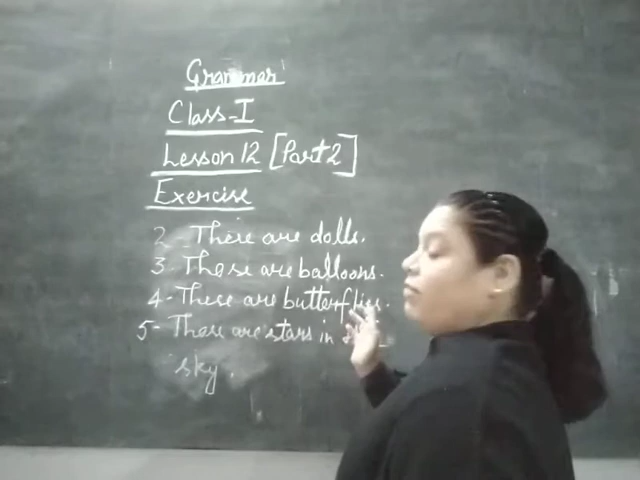 Grammar
Class-I
Lesson 12 [Part 2]
Exercise
2 - These are dolls.
3 - Those are balloons.
4 - These are butterflies.
5 - There are stars in
sky.